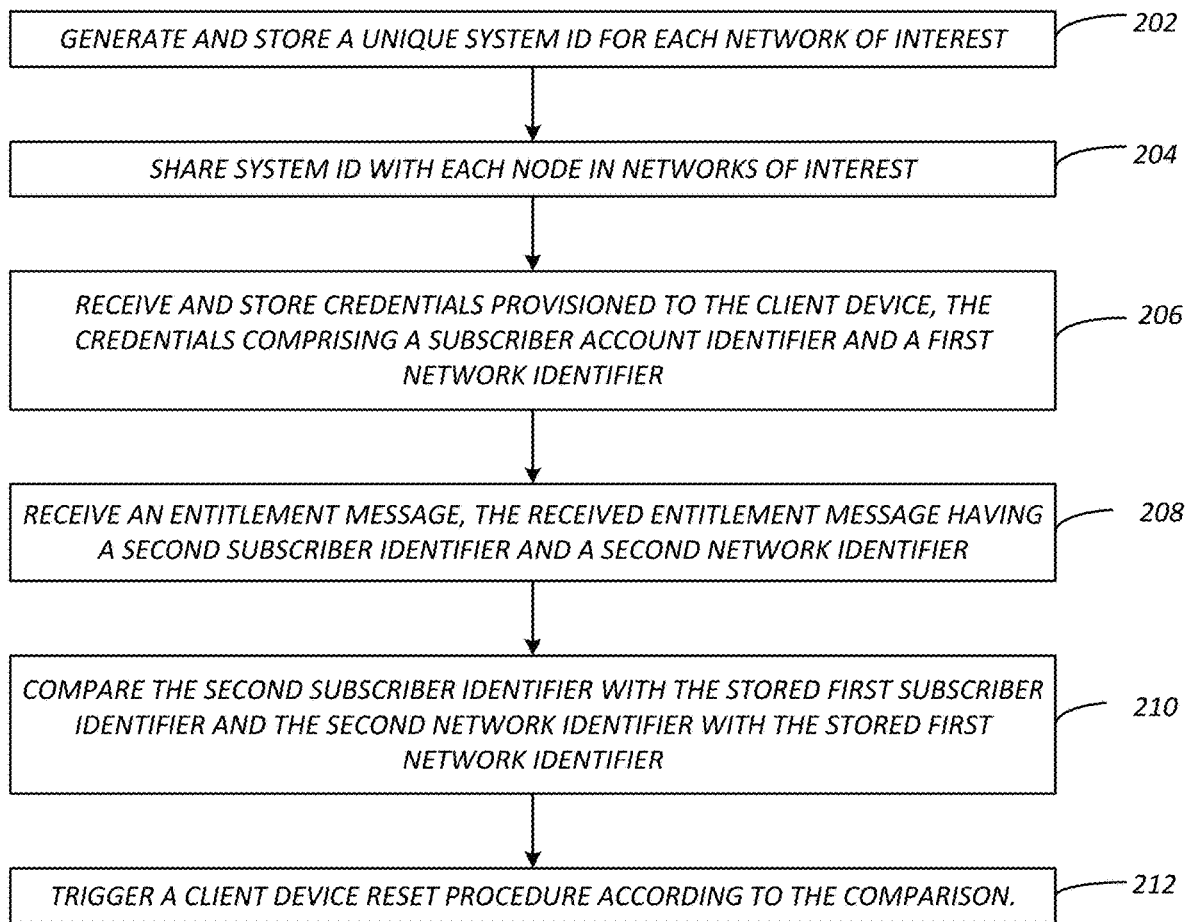 GENERATE AND STORE A UNIQUE SYSTEM ID FOR EACH NETWORK OF INTEREST
202
SHARE SYSTEM ID WITH EACH NODE IN NETWORKS OF INTEREST
204
RECEIVE AND STORE CREDENTIALS PROVISIONED TO THE CLIENT DEVICE, THE
CREDENTIALS COMPRISING A SUBSCRIBER ACCOUNT IDENTIFIER AND A FIRST
NETWORK IDENTIFIER
206
RECEIVE AN ENTITLEMENT MESSAGE, THE RECEIVED ENTITLEMENT MESSAGE HAVING
A SECOND SUBSCRIBER IDENTIFIER AND A SECOND NETWORK IDENTIFIER
208
COMPARE THE SECOND SUBSCRIBER IDENTIFIER WITH THE STORED FIRST SUBSCRIBER
IDENTIFIER AND THE SECOND NETWORK IDENTIFIER WITH THE STORED FIRST
NETWORK IDENTIFIER
210
TRIGGER A CLIENT DEVICE RESET PROCEDURE ACCORDING TO THE COMPARISON.
212